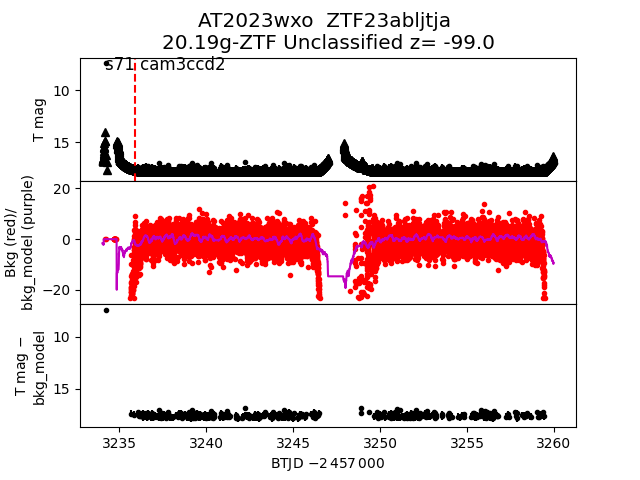 AT2023wxo  ZTF23abljtja
20.19g-ZTF Unclassified z= -99.0
s71 cam3ccd2
T mag
10
15
Bkg (red)/
bkg_model (purple)
20
0
−20
T mag −
bkg_model
10
15
3235
3240
3245
3250
3255
3260
BTJD −2 457 000